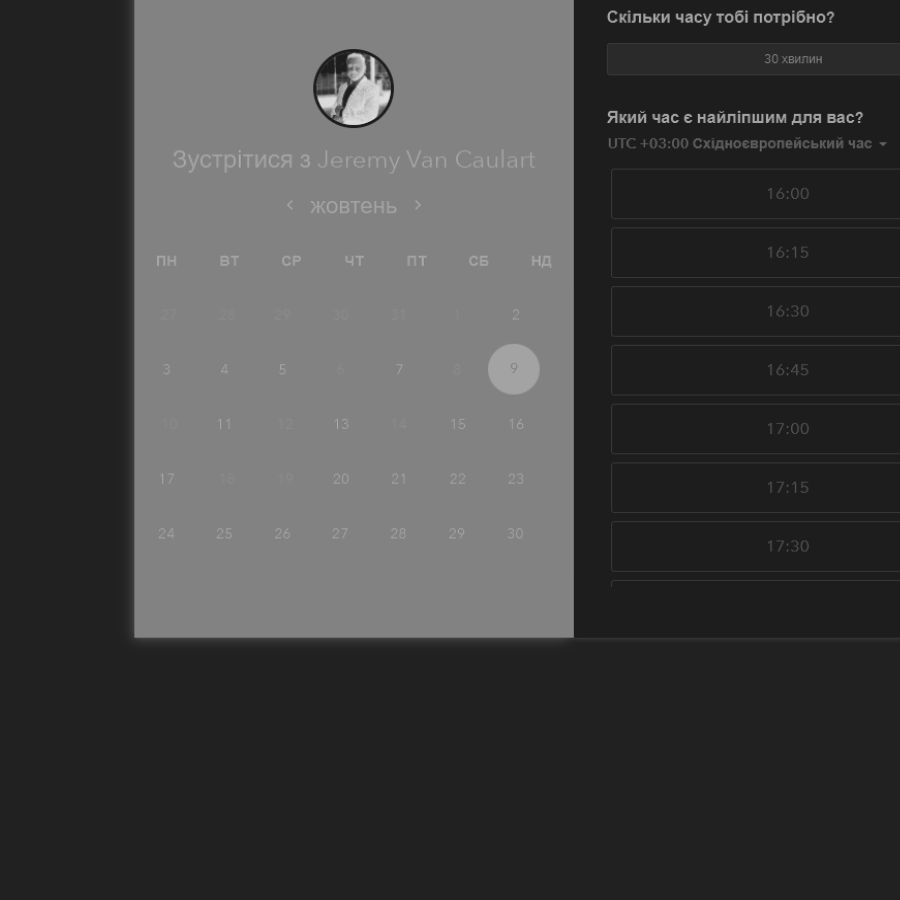 Зустрітися з Jeremy Van Caulart
жовтень
ПН ВТ СР ЧТ ПТ СБ НД
27 28 29 30 31 1 2
3 4 5 6 7 8 9
10 11 12 13 14 15 16
17 18 19 20 21 22 23
24 25 26 27 28 29 30
Скільки часу тобі потрібно?
30 хвилин
Який час є найліпшим для вас?
UTC +03:00 Східноєвропейський час
16:00
16:15
16:30
16:45
17:00
17:15
17:30